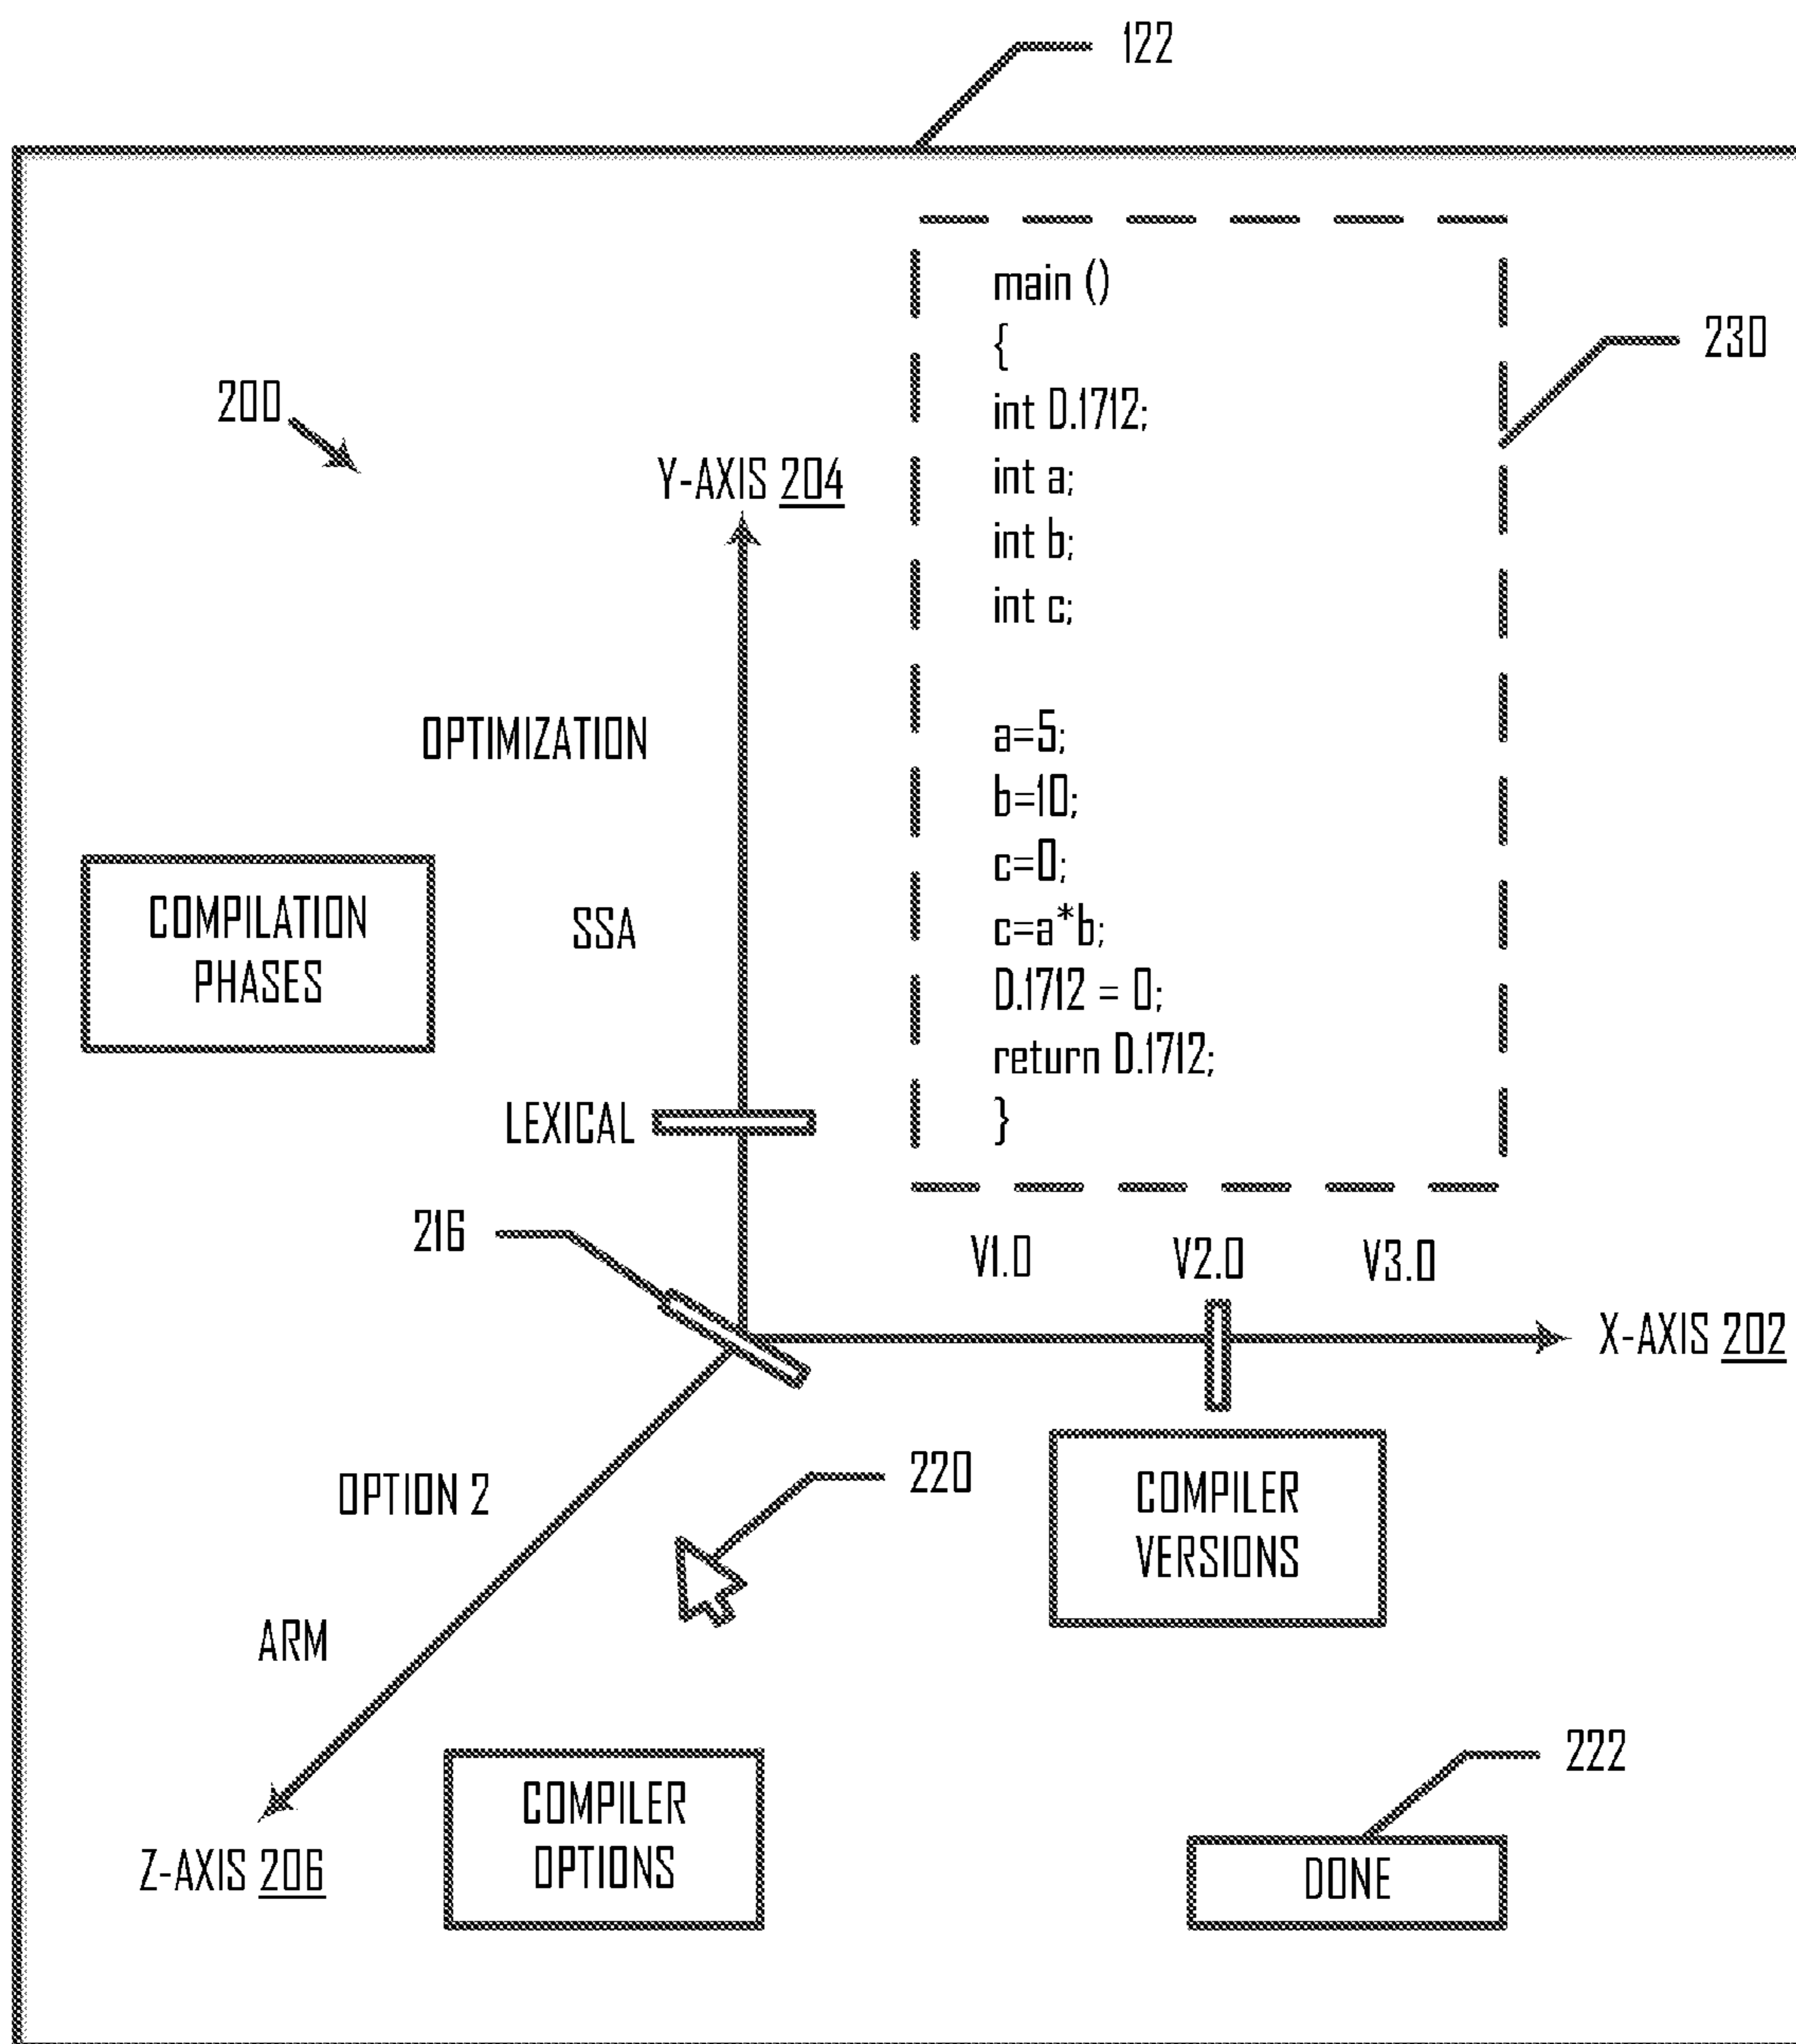 122
main ()
{
int D.1712;
int a;
int b;
int c;
a=5;
b=10;
c=0;
c=a*b;
D.1712 = 0;
return D.1712;
}
230
200
Y-AXIS 204
OPTIMIZATION
SSA
LEXICAL
COMPILATION
PHASES
216
V1.0 V2.0 V3.0
X-AXIS 202
COMPILER
VERSIONS
OPTION 2
220
ARM
Z-AXIS 206
COMPILER
OPTIONS
222
DONE